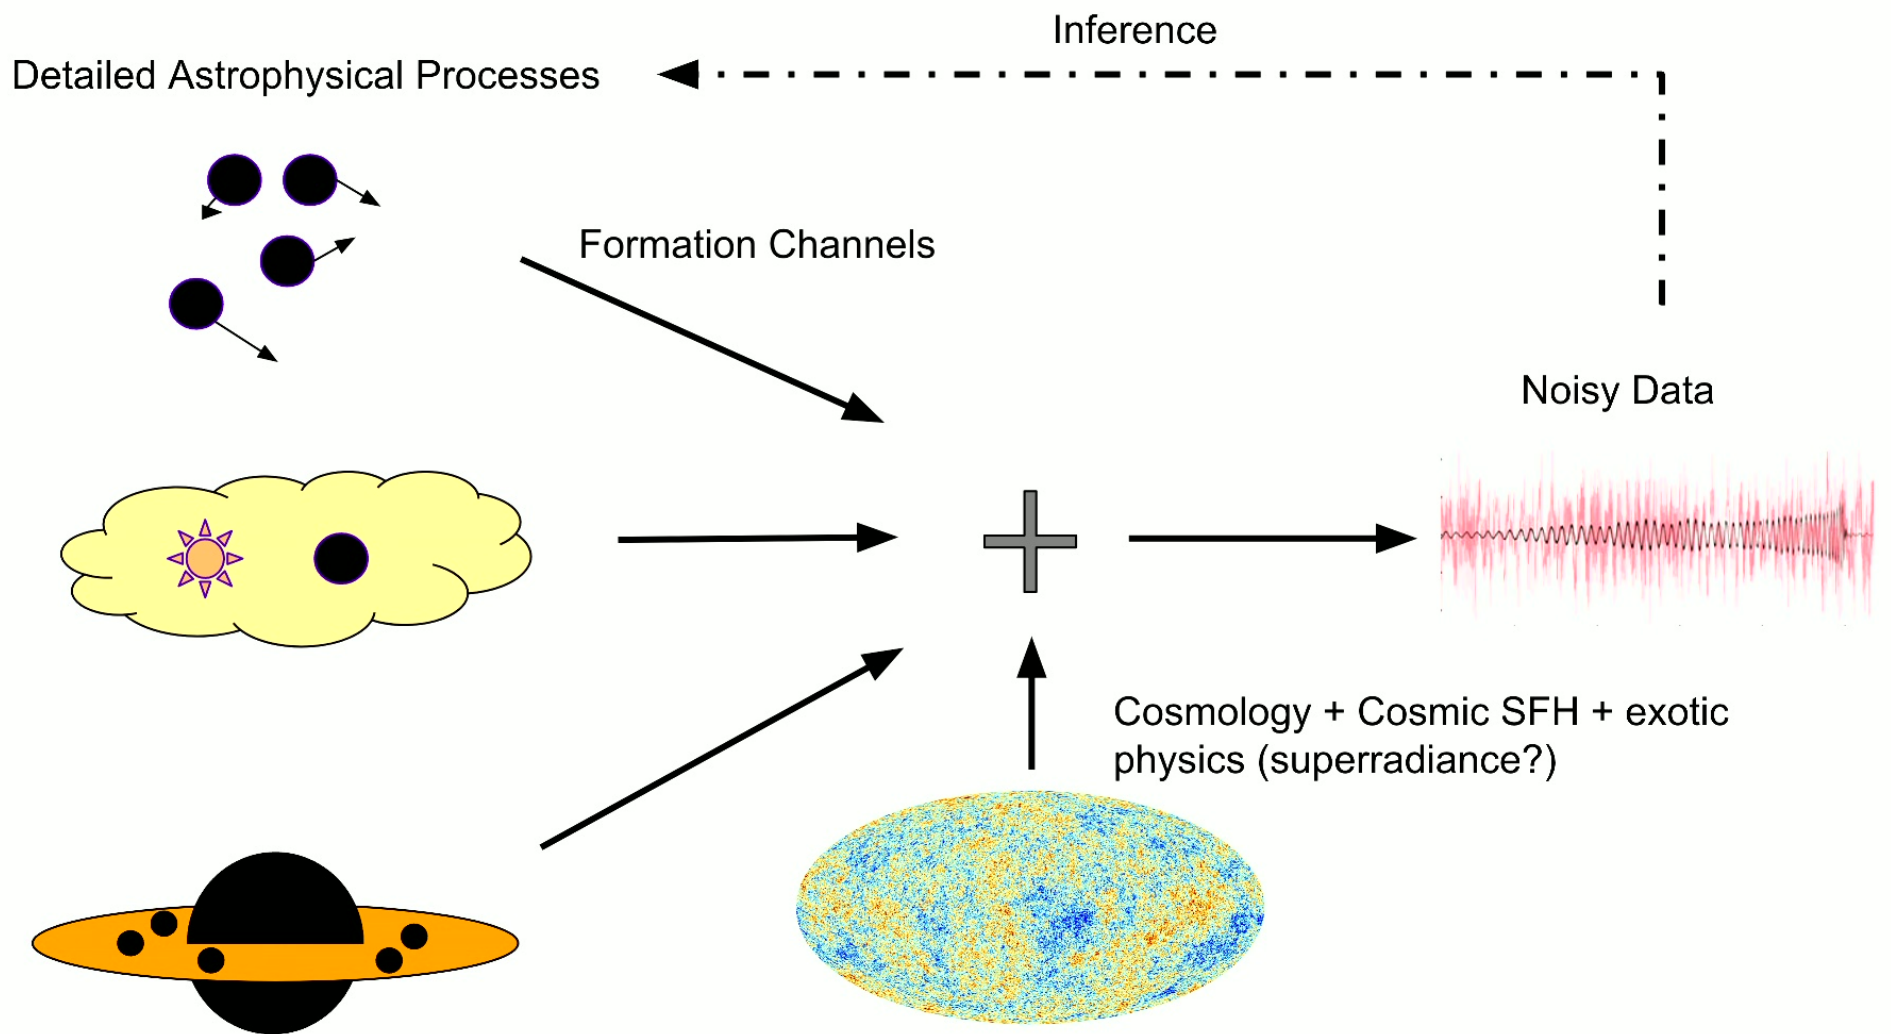 Inference
Detailed Astrophysical Processes
Formation Channels
Noisy Data
Cosmology + Cosmic SFH + exotic
physics (superradiance?)